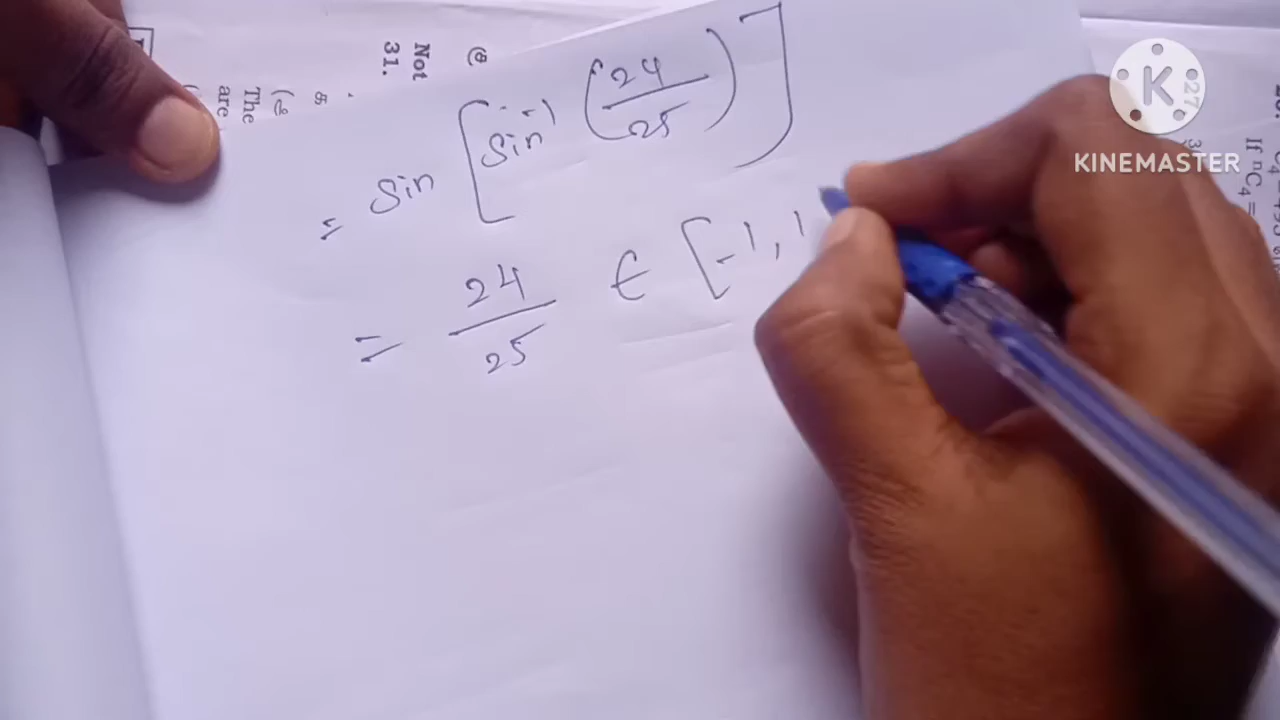 = sin [sin⁻¹ (24/25)]
= 24/25 ∈ [-1, 1
KINEMASTER
K
Not
31.
The
are
If ⁿC₄ =